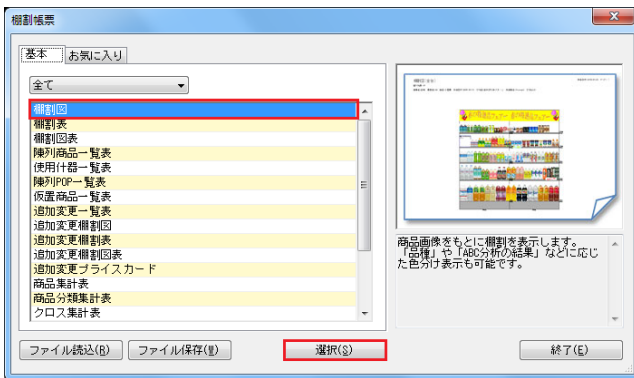 棚割帳票
基本
お気に入り
全て
棚割図
棚割表
棚割図表
陳列商品一覧表
使用什器一覧表
陳列POP一覧表
仮置商品一覧表
追加変更一覧表
追加変更棚割図
追加変更棚割表
追加変更棚割図表
追加変更プライスカード
商品集計表
商品分類集計表
クロス集計表
商品画像をもとに棚割を表示します。
「品種」や「ABC分析の結果」などに応じ
た色分け表示も可能です。
ファイル読込(R)
ファイル保存(W)
選択(S)
終了(E)